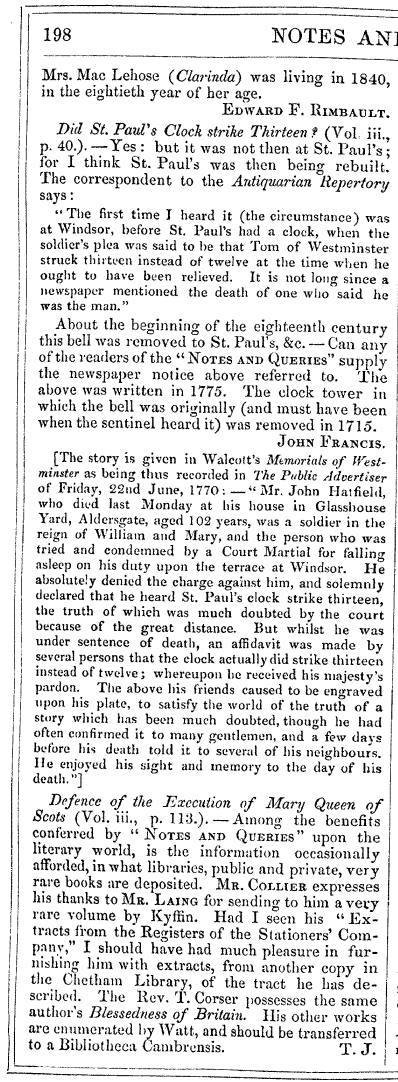 198 NOTES AN
Mrs. Mac Lehose (Clarinda) was living in 1840,
in the eightieth year of her age.
EDWARD F. RIMBAULT.
Did St. Paul's Clock strike Thirteen? (Vol. iii.,
p. 40.). — Yes: but it was not then at St. Paul's;
for I think St. Paul's was then being rebuilt.
The correspondent to the Antiquarian Repertory
says:
"The first time I heard it (the circumstance) was
at Windsor, before St. Paul's had a clock, when the
soldier's plea was said to be that Tom of Westminster
struck thirteen instead of twelve at the time when he
ought to have been relieved. It is not long since a
newspaper mentioned the death of one who said he
was the man."
About the beginning of the eighteenth century
this bell was removed to St. Paul's, &c. — Can any
of the readers of the "NOTES AND QUERIES" supply
the newspaper notice above referred to. The
above was written in 1775. The clock tower in
which the bell was originally (and must have been
when the sentinel heard it) was removed in 1715.
JOHN FRANCIS.
[The story is given in Walcott's Memorials of West-
minster as being thus recorded in The Public Advertiser
of Friday, 22nd June, 1770: — "Mr. John Hatfield,
who died last Monday at his house in Glasshouse
Yard, Aldersgate, aged 102 years, was a soldier in the
reign of William and Mary, and the person who was
tried and condemned by a Court Martial for falling
asleep on his duty upon the terrace at Windsor. He
absolutely denied the charge against him, and solemnly
declared that he heard St. Paul's clock strike thirteen,
the truth of which was much doubted by the court
because of the great distance. But whilst he was
under sentence of death, an affidavit was made by
several persons that the clock actually did strike thirteen
instead of twelve; whereupon he received his majesty's
pardon. The above his friends caused to be engraved
upon his plate, to satisfy the world of the truth of a
story which has been much doubted, though he had
often confirmed it to many gentlemen, and a few days
before his death told it to several of his neighbours.
He enjoyed his sight and memory to the day of his
death."]
Defence of the Execution of Mary Queen of
Scots (Vol. iii., p. 113.). — Among the benefits
conferred by "NOTES AND QUERIES" upon the
literary world, is the information occasionally
afforded, in what libraries, public and private, very
rare books are deposited. MR. COLLIER expresses
his thanks to MR. LAING for sending to him a very
rare volume by Kyffin. Had I seen his "Ex-
tracts from the Registers of the Stationers' Com-
pany," I should have had much pleasure in fur-
nishing him with extracts, from another copy in
the Chetham Library, of the tract he has de-
scribed. The Rev. T. Corser possesses the same
author's Blessedness of Britain. His other works
are enumerated by Watt, and should be transferred
to a Bibliotheca Cambrensis. T. J.